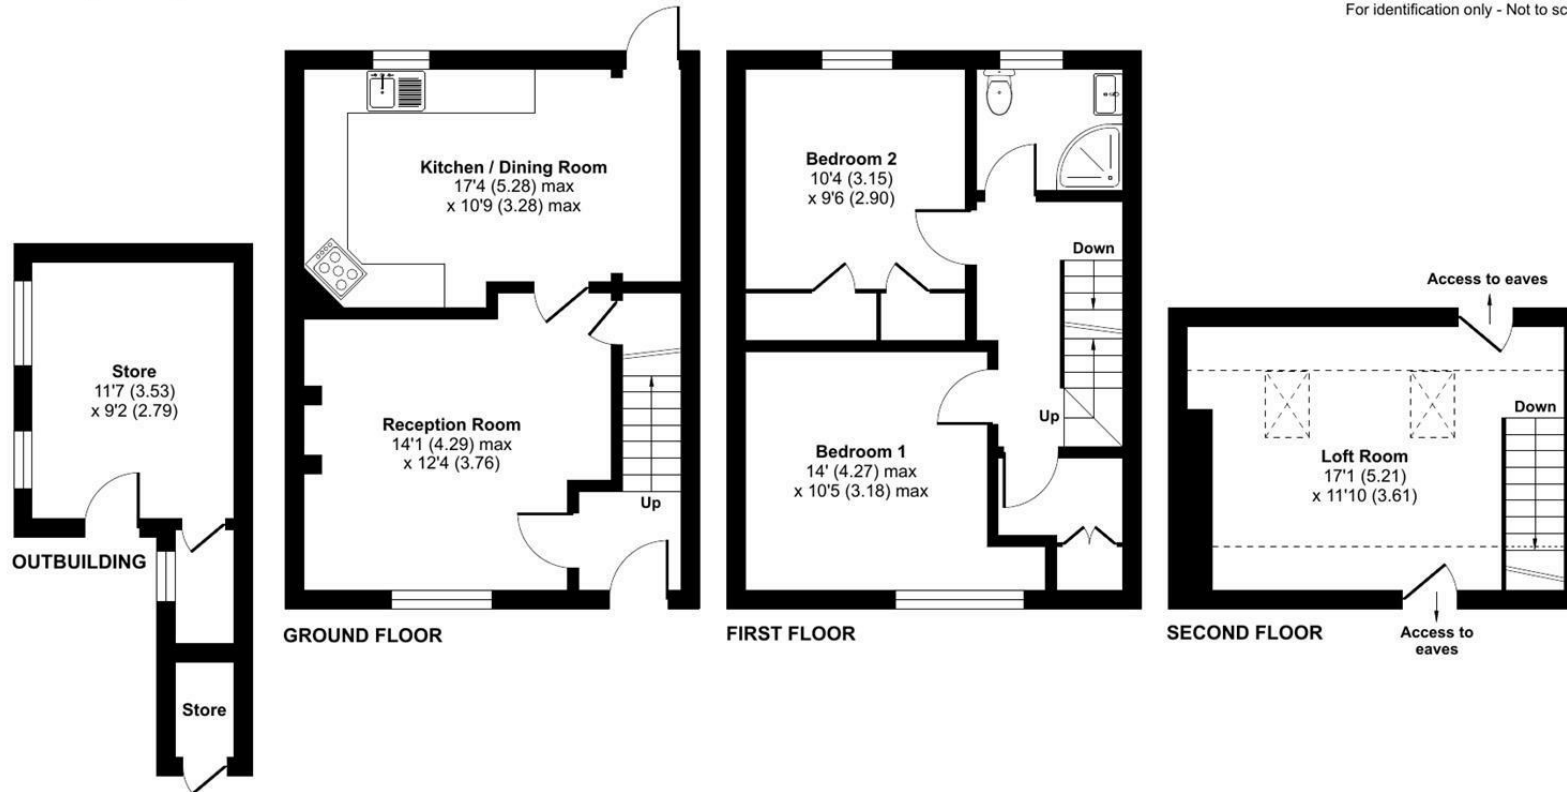 For identification only - Not to sc
Kitchen / Dining Room
17'4 (5.28) max
x 10'9 (3.28) max
Bedroom 2
10'4 (3.15)
x 9'6 (2.90)
Down
Access to eaves
Store
11'7 (3.53)
x 9'2 (2.79)
Reception Room
14'1 (4.29) max
x 12'4 (3.76)
Up
Bedroom 1
14' (4.27) max
x 10'5 (3.18) max
Up
Down
Loft Room
17'1 (5.21)
x 11'10 (3.61)
OUTBUILDING
GROUND FLOOR
FIRST FLOOR
SECOND FLOOR
Access to
eaves
Store